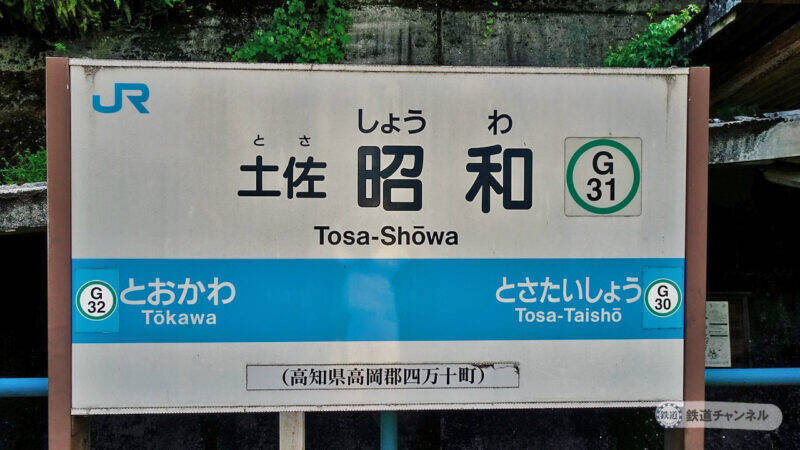 JR
しょうわ
とさ
土佐 昭和
G
31
Tosa-Shōwa
G
32
とおかわ
Tōkawa
とさたいしょう
Tosa-Taishō
G
30
(高知県高岡郡四万十町)
鉄道 鉄道チャンネル